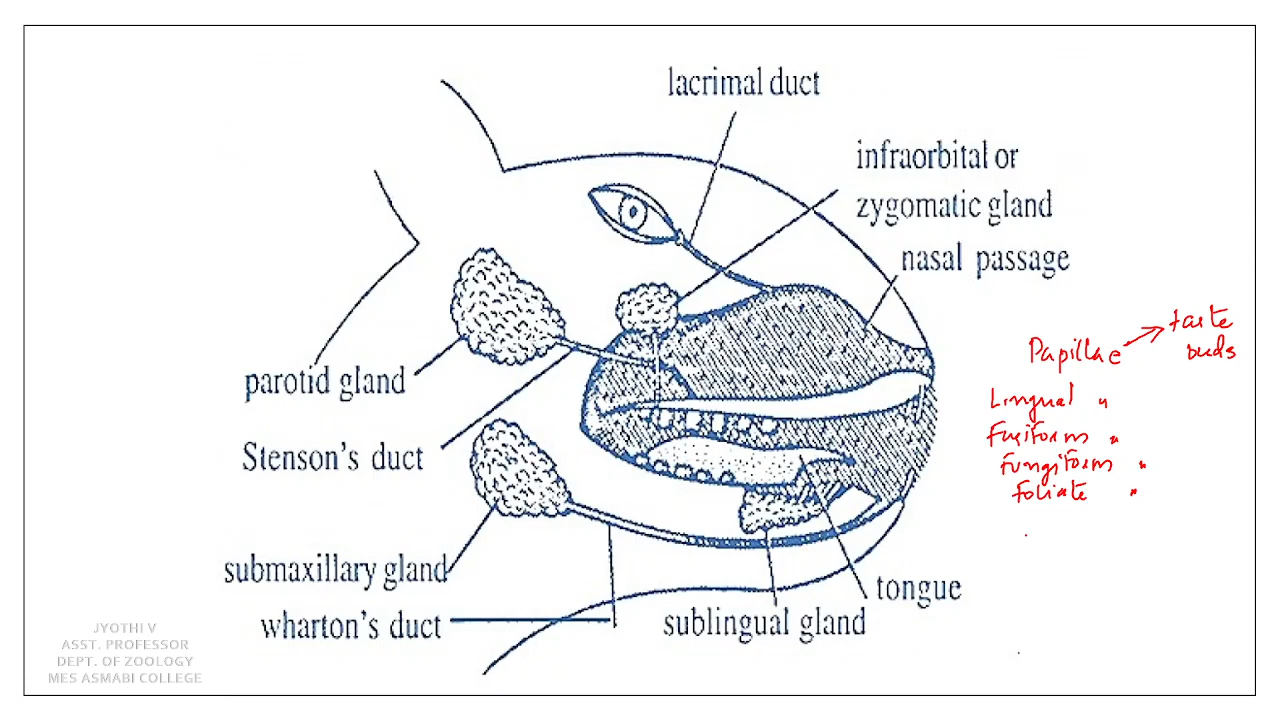 lacrimal duct
infraorbital or
zygomatic gland
nasal passage
Papillae → taste
buds
parotid gland
Lingual "
Fusiform "
Stenson's duct
Fungiform "
Foliate "
submaxillary gland
tongue
wharton's duct
sublingual gland
JYOTHI V
ASST. PROFESSOR
DEPT. OF ZOOLOGY
MES ASMABI COLLEGE